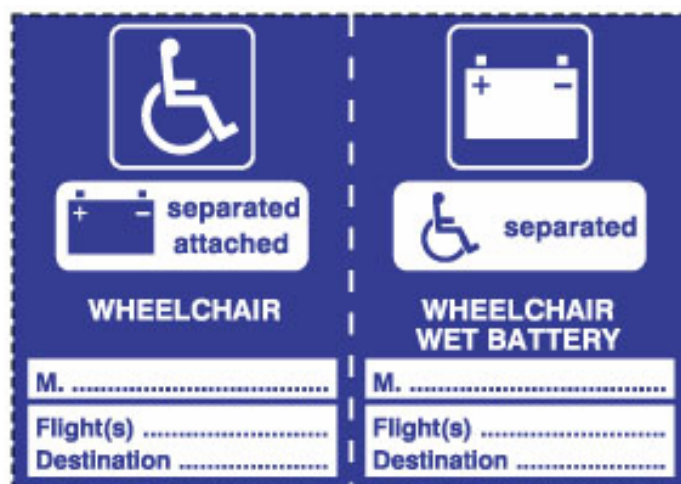 separated
attached
WHEELCHAIR
M. ........................................
Flight(s) .............................
Destination .......................
+ -
separated
WHEELCHAIR
WET BATTERY
M. ........................................
Flight(s) .............................
Destination .......................